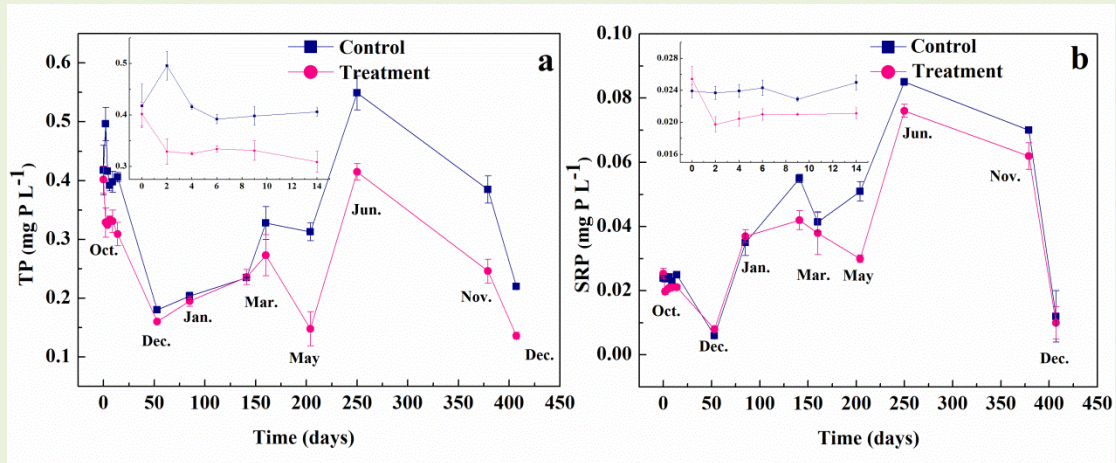 Control
Treatment
a
TP (mg P L-1)
0.6
0.5
0.4
0.3
0.2
0.1
0.5
0.4
0.3
0 2 4 6 8 10 12 14
Oct.
Dec.
Jan.
Mar.
May
Jun.
Nov.
Dec.
0 50 100 150 200 250 300 350 400 450
Time (days)
Control
Treatment
b
SRP (mg P L-1)
0.10
0.08
0.06
0.04
0.02
0.00
0.028
0.024
0.020
0.016
0 2 4 6 8 10 12 14
Oct.
Dec.
Jan.
Mar.
May
Jun.
Nov.
Dec.
0 50 100 150 200 250 300 350 400 450
Time (days)